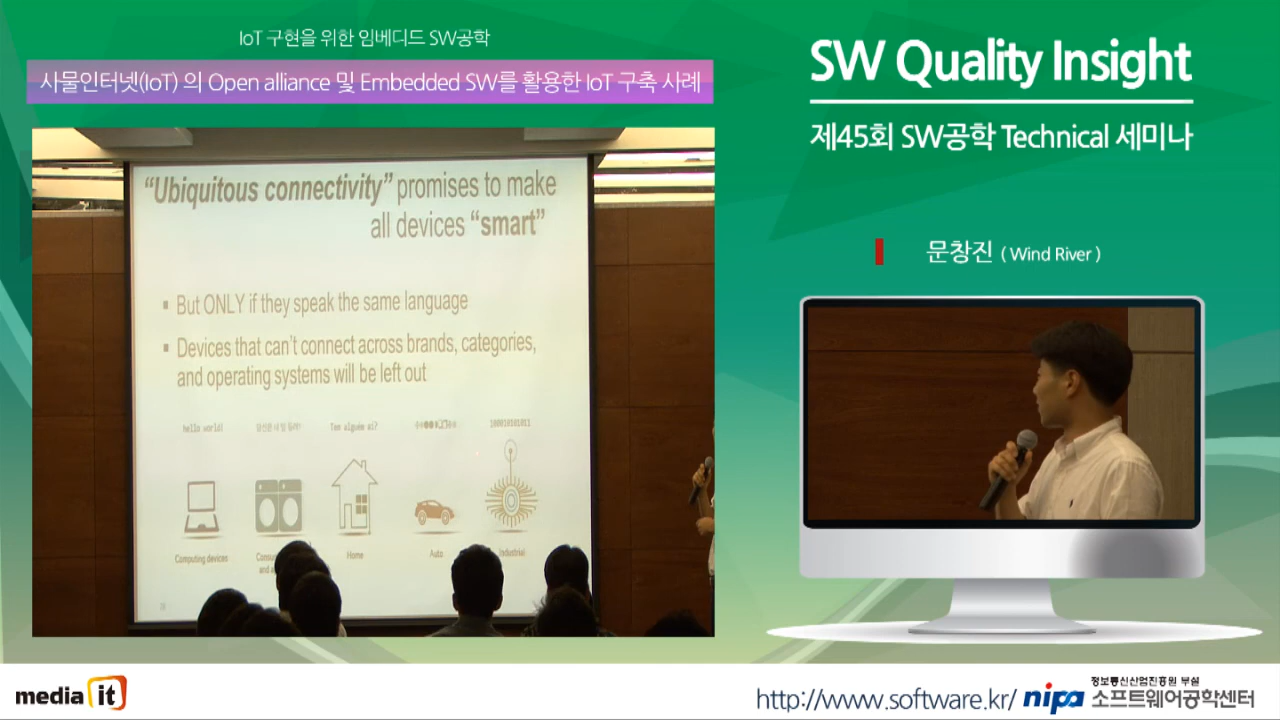 IoT 구현을 위한 임베디드 SW공학
사물인터넷(IoT) 의 Open alliance 및 Embedded SW를 활용한 IoT 구축 사례
SW Quality Insight
제45회 SW공학 Technical 세미나
문창진 ( Wind River )
“Ubiquitous connectivity” promises to make
all devices “smart”
▪ But ONLY if they speak the same language
▪ Devices that can’t connect across brands, categories,
and operating systems will be left out
hello world!
Tem alguém aí?
100010101011
Computing devices
Home
Auto
Industrial
media it
http://www.software.kr/
nipa
정보통신산업진흥원 부설
소프트웨어공학센터